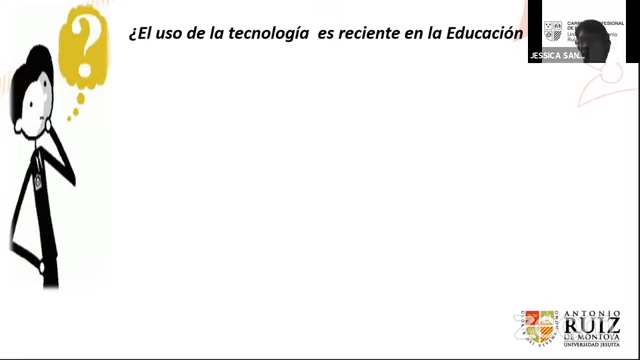 ¿El uso de la tecnología  es reciente en la Educación
?
JESSICA SAN
ANTONIO
RUIZ
DE MONTOYA
UNIVERSIDAD JESUITA